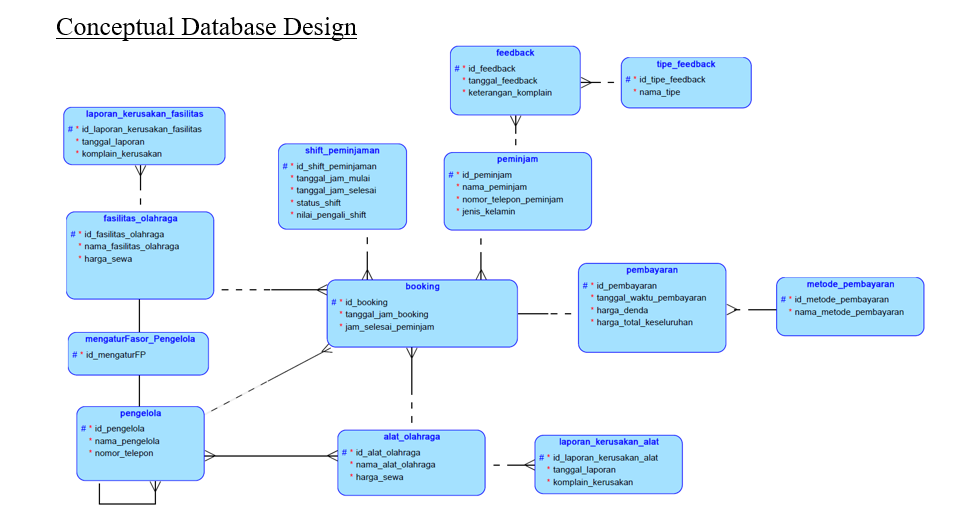 Conceptual Database Design
feedback
# * id_feedback
* tanggal_feedback
* keterangan_komplain
tipe_feedback
# * id_tipe_feedback
* nama_tipe
laporan_kerusakan_fasilitas
# * id_laporan_kerusakan_fasilitas
* tanggal_laporan
* komplain_kerusakan
shift_peminjaman
# * id_shift_peminjaman
* tanggal_jam_mulai
* tanggal_jam_selesai
* status_shift
* nilai_pengali_shift
peminjam
# * id_peminjam
* nama_peminjam
* nomor_telepon_peminjam
* jenis_kelamin
fasilitas_olahraga
# * id_fasilitas_olahraga
* nama_fasilitas_olahraga
* harga_sewa
booking
# * id_booking
* tanggal_jam_booking
* jam_selesai_peminjam
pembayaran
# * id_pembayaran
* tanggal_waktu_pembayaran
* harga_denda
* harga_total_keseluruhan
metode_pembayaran
# * id_metode_pembayaran
* nama_metode_pembayaran
mengaturFasor_Pengelola
# * id_mengaturFP
pengelola
# * id_pengelola
* nama_pengelola
* nomor_telepon
alat_olahraga
# * id_alat_olahraga
* nama_alat_olahraga
* harga_sewa
laporan_kerusakan_alat
# * id_laporan_kerusakan_alat
* tanggal_laporan
* komplain_kerusakan